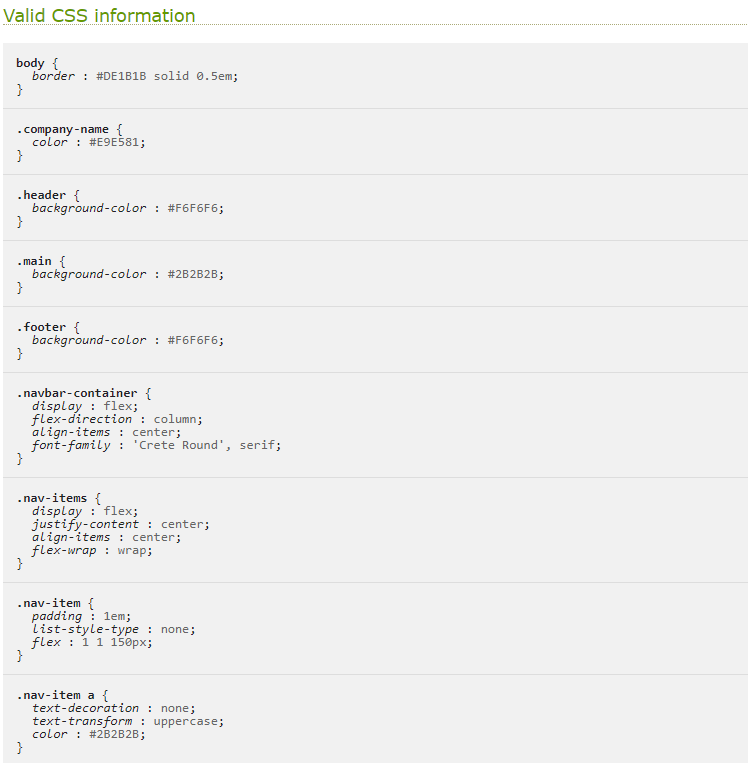 Valid CSS information
body {
border : #DE1B1B solid 0.5em;
}
.company-name {
color : #E9E581;
}
.header {
background-color : #F6F6F6;
}
.main {
background-color : #2B2B2B;
}
.footer {
background-color : #F6F6F6;
}
.navbar-container {
display : flex;
flex-direction : column;
align-items : center;
font-family : 'Crete Round', serif;
}
.nav-items {
display : flex;
justify-content : center;
align-items : center;
flex-wrap : wrap;
}
.nav-item {
padding : 1em;
list-style-type : none;
flex : 1 1 150px;
}
.nav-item a {
text-decoration : none;
text-transform : uppercase;
color : #2B2B2B;
}